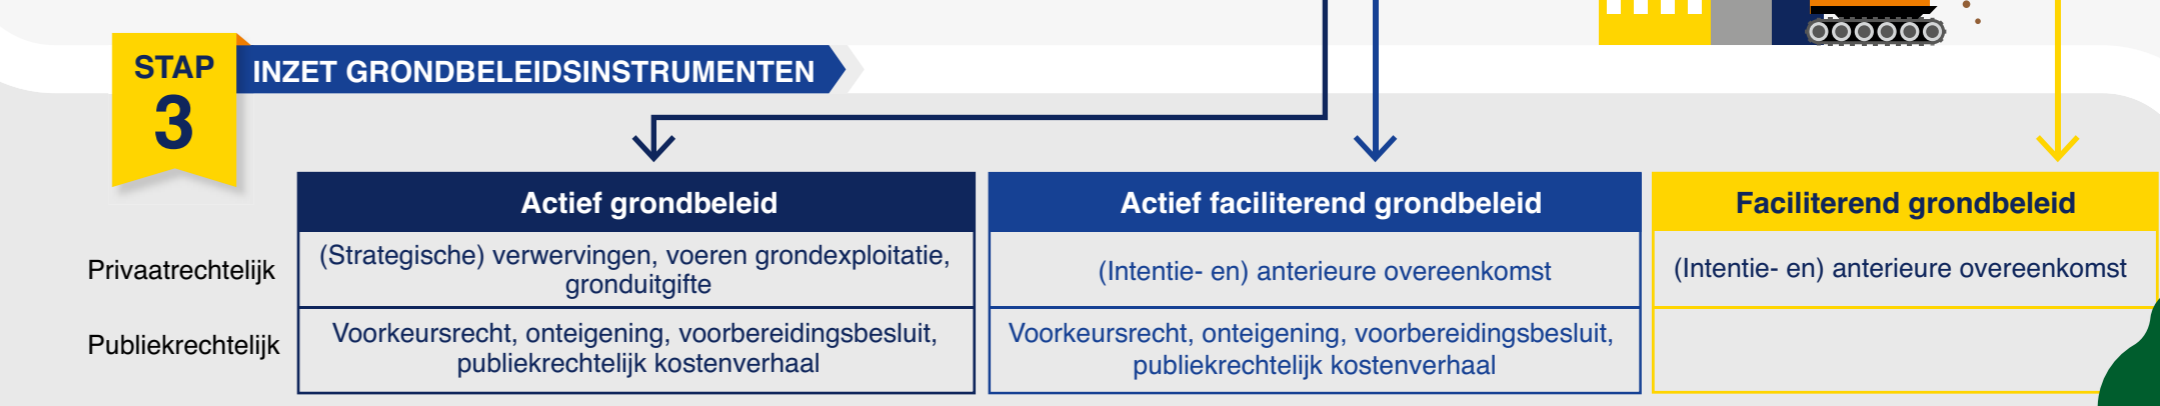 STAP
3
INZET GRONDBELEIDSINSTRUMENTEN
Actief grondbeleid
Actief faciliterend grondbeleid
Faciliterend grondbeleid
Privaatrechtelijk
(Strategische) verwervingen, voeren grondexploitatie,
gronduitgifte
(Intentie- en) anterieure overeenkomst
(Intentie- en) anterieure overeenkomst
Publiekrechtelijk
Voorkeursrecht, onteigening, voorbereidingsbesluit,
publiekrechtelijk kostenverhaal
Voorkeursrecht, onteigening, voorbereidingsbesluit,
publiekrechtelijk kostenverhaal